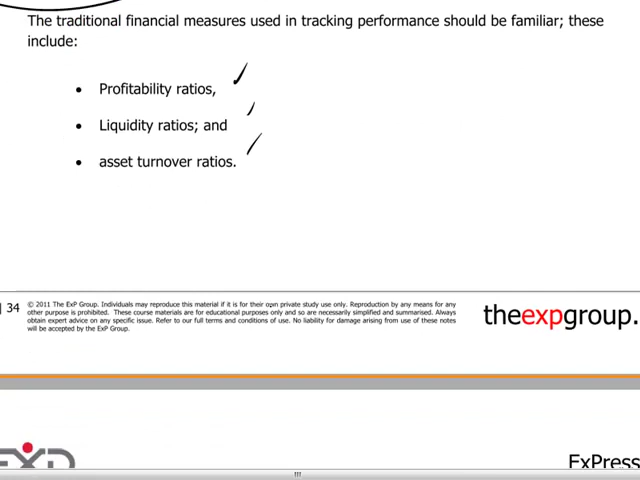 The traditional financial measures used in tracking performance should be familiar; these
include:
• Profitability ratios,
• Liquidity ratios; and
• asset turnover ratios.
| 34
© 2011 The ExP Group. Individuals may reproduce this material if it is for their own private study use only. Reproduction by any means for any
other purpose is prohibited. These course materials are for educational purposes only and so are necessarily simplified and summarised. Always
obtain expert advice on any specific issue. Refer to our full terms and conditions of use. No liability for damage arising from use of these notes
will be accepted by the ExP Group.
theexpgroup.
ExPress